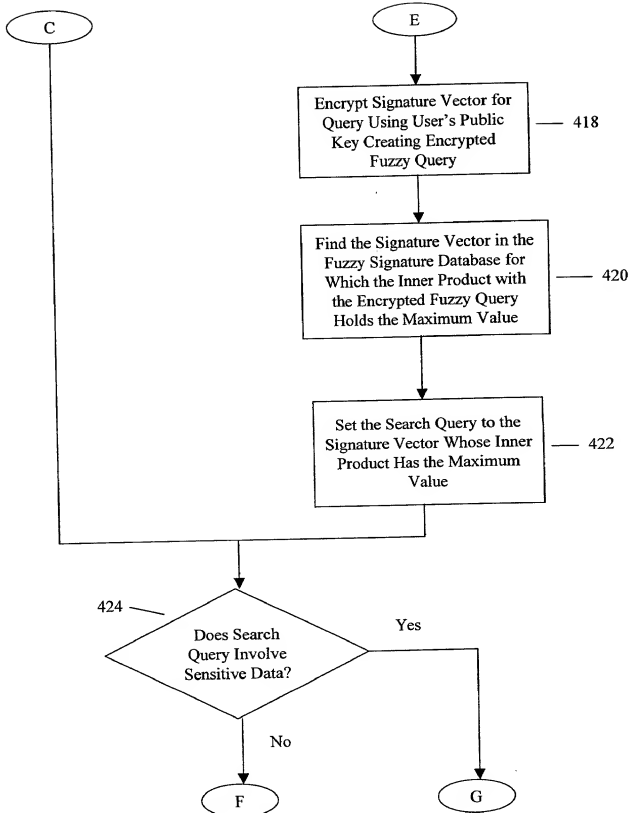 C
E
Encrypt Signature Vector for
Query Using User's Public
Key Creating Encrypted
Fuzzy Query
418
Find the Signature Vector in the
Fuzzy Signature Database for
Which the Inner Product with
the Encrypted Fuzzy Query
Holds the Maximum Value
420
Set the Search Query to the
Signature Vector Whose Inner
Product Has the Maximum
Value
422
424
Does Search
Query Involve
Sensitive Data?
Yes
No
F
G